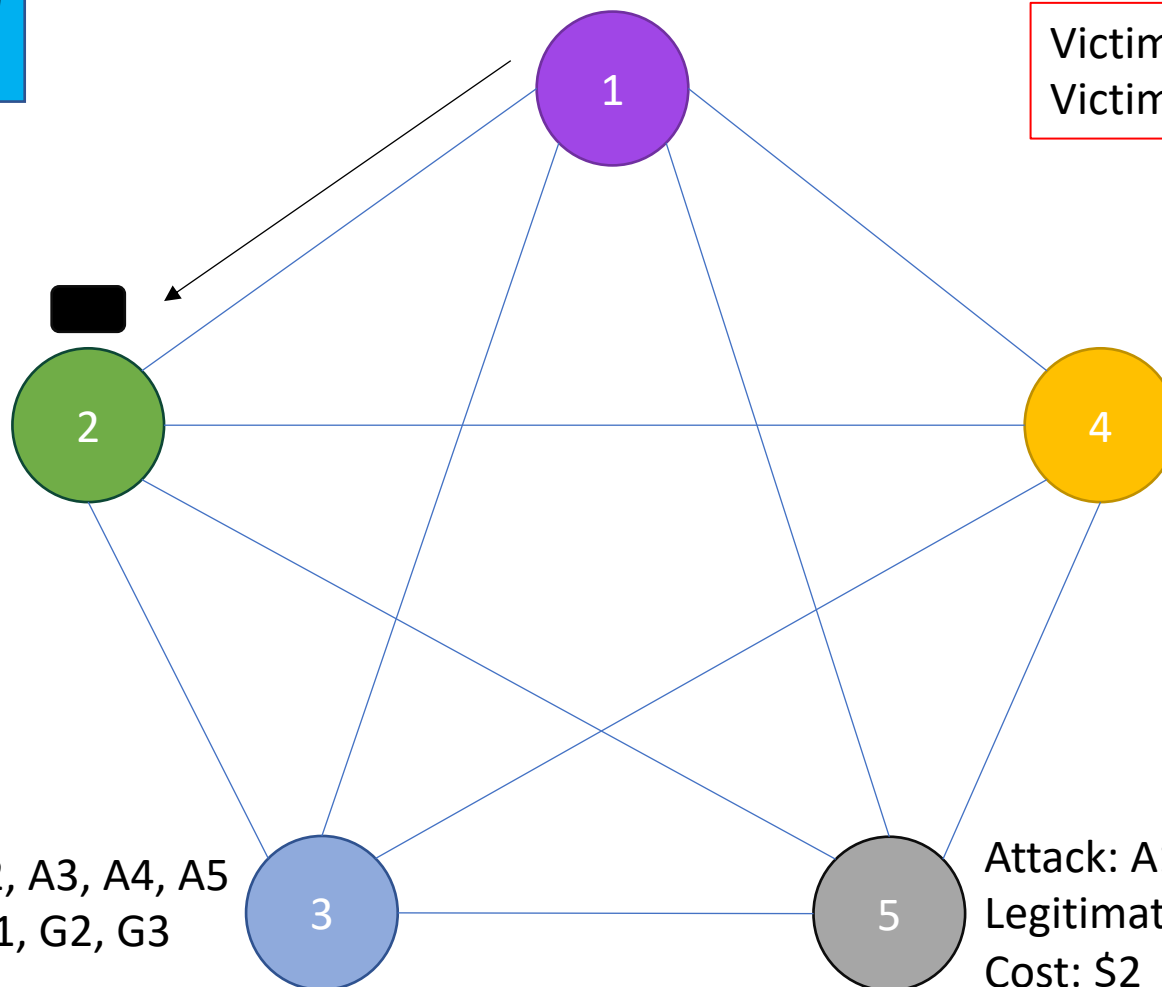 1
Victim
Victim
2
4
, A3, A4, A5
1, G2, G3
3
5
Attack: A
Legitimat
Cost: $2